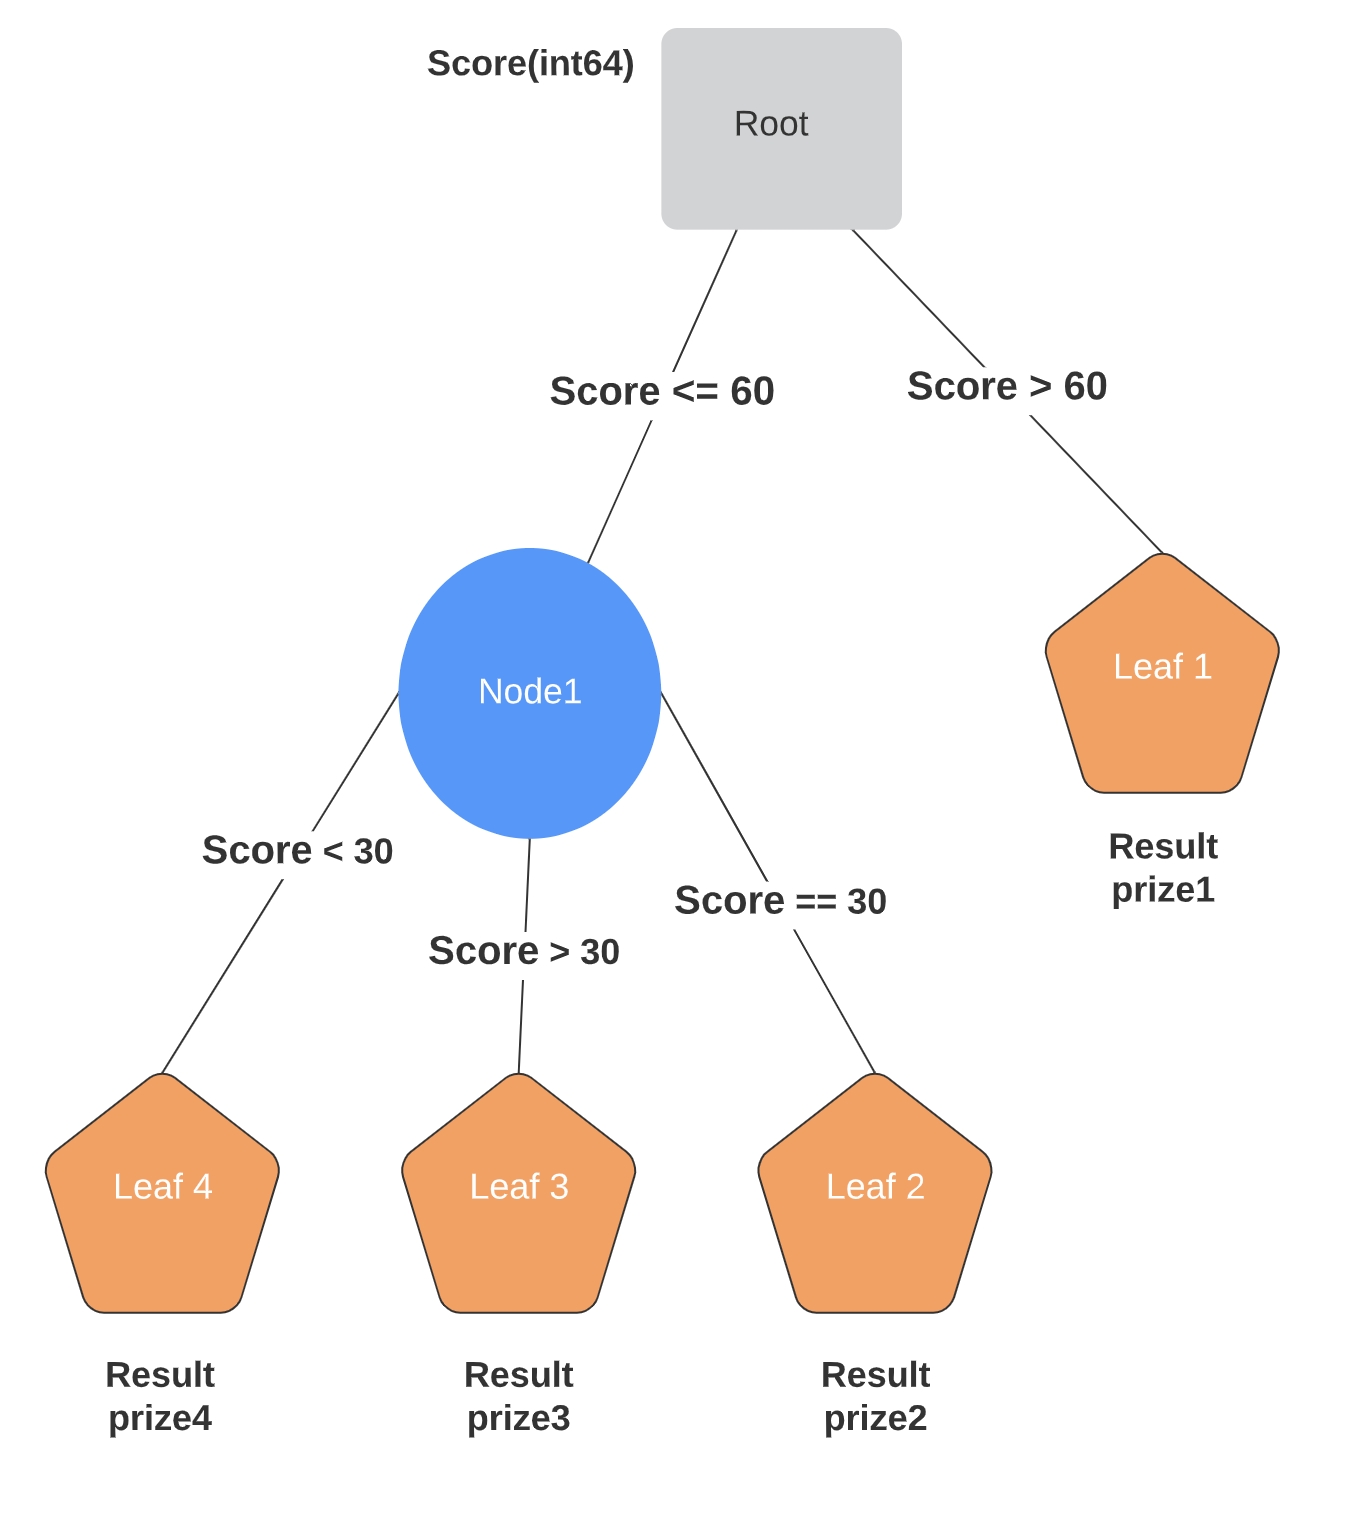 Score(int64)
Root
Score <= 60
Score > 60
Node1
Leaf 1
Score < 30
Score > 30
Score == 30
Result
prize1
Leaf 4
Leaf 3
Leaf 2
Result
prize4
Result
prize3
Result
prize2